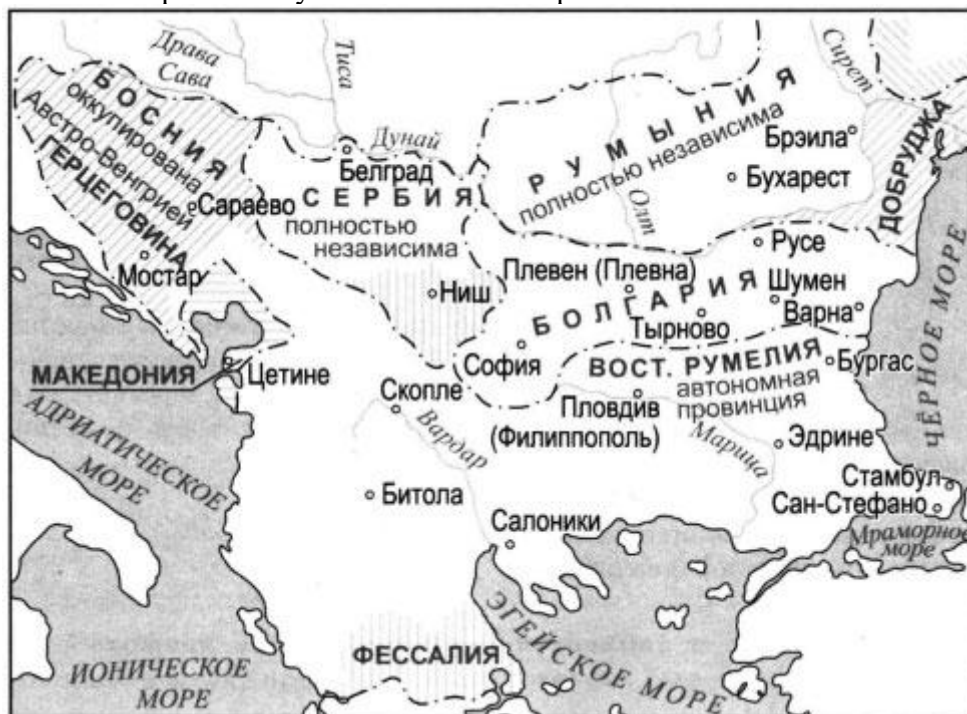 Драва
Сава
Тиса
Сирет
БОСНИЯ
оккупирована
Австро-Венгрией
ГЕРЦЕГОВИНА
Сараево
Мостар
Дунай
Белград
СЕРБИЯ
полностью
независима
Ниш
РУМЫНИЯ
полностью независима
Брэила
Бухарест
Олт
ДОБРУДЖА
ЧЁРНОЕ МОРЕ
Русе
Плевен (Плевна)
Шумен
БОЛГАРИЯ
Варна
Тырново
София
ВОСТ. РУМЕЛИЯ
автономная
провинция
Бургас
МАКЕДОНИЯ
Цетине
Скопле
Пловдив
(Филиппополь)
Вардар
Марица
Эдрине
АДРИАТИЧЕСКОЕ
МОРЕ
Битола
Стамбул
Сан-Стефано
Салоники
Мраморное
море
ЭГЕЙСКОЕ МОРЕ
ФЕССАЛИЯ
ИОНИЧЕСКОЕ
МОРЕ